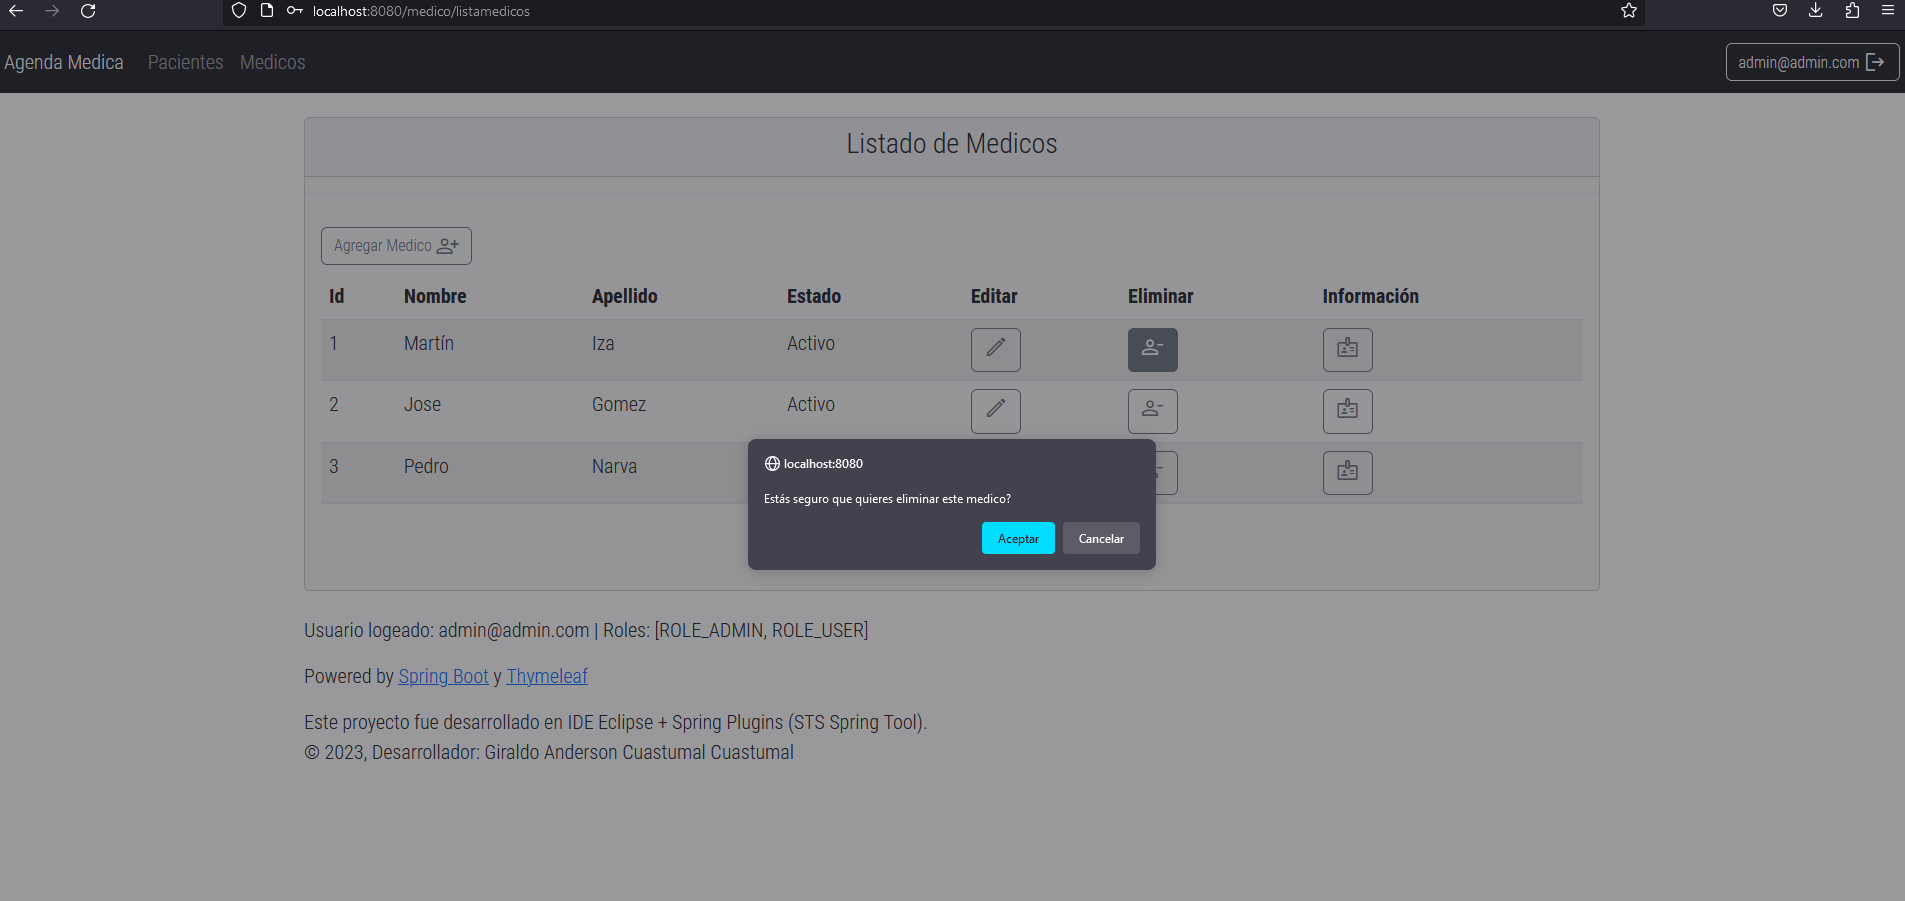 localhost:8080/medico/listamedicos
Agenda Medica Pacientes Medicos admin@admin.com
Listado de Medicos
Agregar Medico
Id Nombre Apellido Estado Editar Eliminar Información
1 Martín Iza Activo
2 Jose Gomez Activo
3 Pedro Narva
localhost:8080
Estás seguro que quieres eliminar este medico?
Aceptar Cancelar
Usuario logeado: admin@admin.com | Roles: [ROLE_ADMIN, ROLE_USER]
Powered by Spring Boot y Thymeleaf
Este proyecto fue desarrollado en IDE Eclipse + Spring Plugins (STS Spring Tool).
© 2023, Desarrollador: Giraldo Anderson Cuastumal Cuastumal